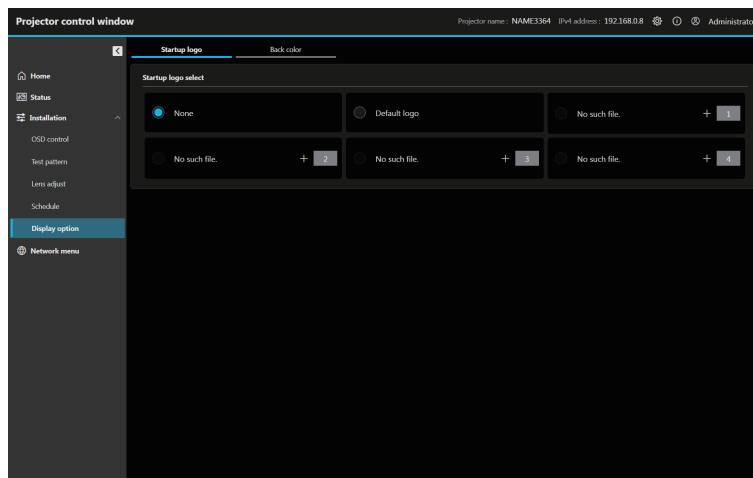 Projector control window
Projector name : NAME3364 IPv4 address : 192.168.0.8 Administrato
Startup logo Back color
Home
Status
Installation
OSD control
Test pattern
Lens adjust
Schedule
Display option
Network menu
Startup logo select
None Default logo No such file. + 1
No such file. + 2 No such file. + 3 No such file. + 4